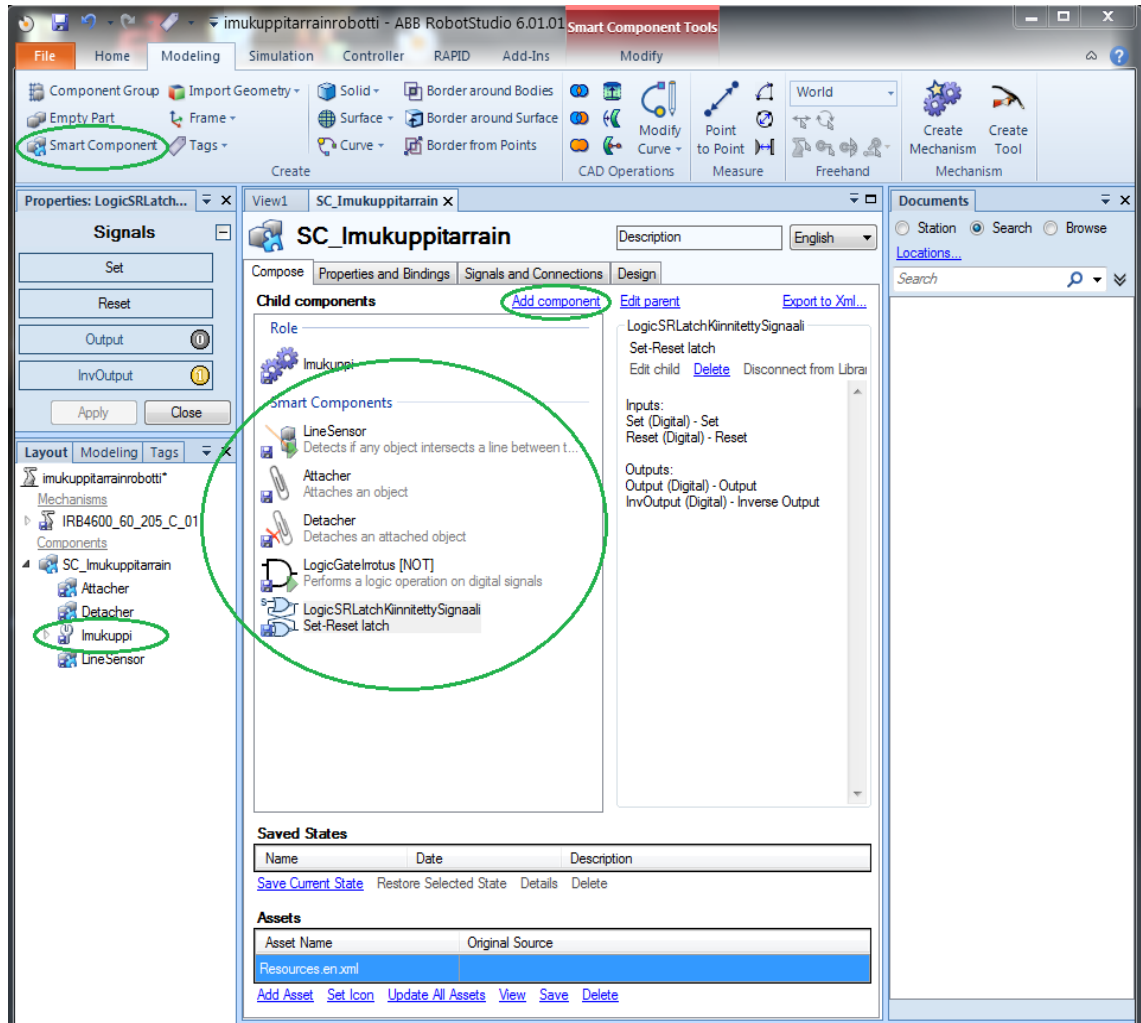 imukuppitarrainrobotti - ABB RobotStudio 6.01.01
Smart Component Tools
File Home Modeling Simulation Controller RAPID Add-Ins Modify
Component Group Import Geometry Solid Border around Bodies World
Empty Part Frame Surface Border around Surface
Smart Component Tags Curve Border from Points
Modify Curve
Point to Point
Create Mechanism
Create Tool
Create CAD Operations Measure Freehand Mechanism
Properties: LogicSRLatch...
Signals
Set
Reset
Output 0
InvOutput 1
Apply Close
Layout Modeling Tags
imukuppitarrainrobotti*
Mechanisms
IRB4600_60_205_C_01
Components
SC_Imukuppitarrain
Attacher
Detacher
Imukuppi
LineSensor
View1 SC_Imukuppitarrain
SC_Imukuppitarrain
Description
English
Compose Properties and Bindings Signals and Connections Design
Child components Add component Edit parent Export to Xml...
Role
Imukuppi
Smart Components
LineSensor
Detects if any object intersects a line between t...
Attacher
Attaches an object
Detacher
Detaches an attached object
LogicGateIrrotus [NOT]
Performs a logic operation on digital signals
LogicSRLatchKiinnitettySignaali
Set-Reset latch
LogicSRLatchKiinnitettySignaali
Set-Reset latch
Edit child Delete Disconnect from Librar
Inputs:
Set (Digital) - Set
Reset (Digital) - Reset
Outputs:
Output (Digital) - Output
InvOutput (Digital) - Inverse Output
Saved States
Name Date Description
Save Current State Restore Selected State Details Delete
Assets
Asset Name Original Source
Resources.en.xml
Add Asset Set Icon Update All Assets View Save Delete
Documents
Station Search Browse
Locations...
Search